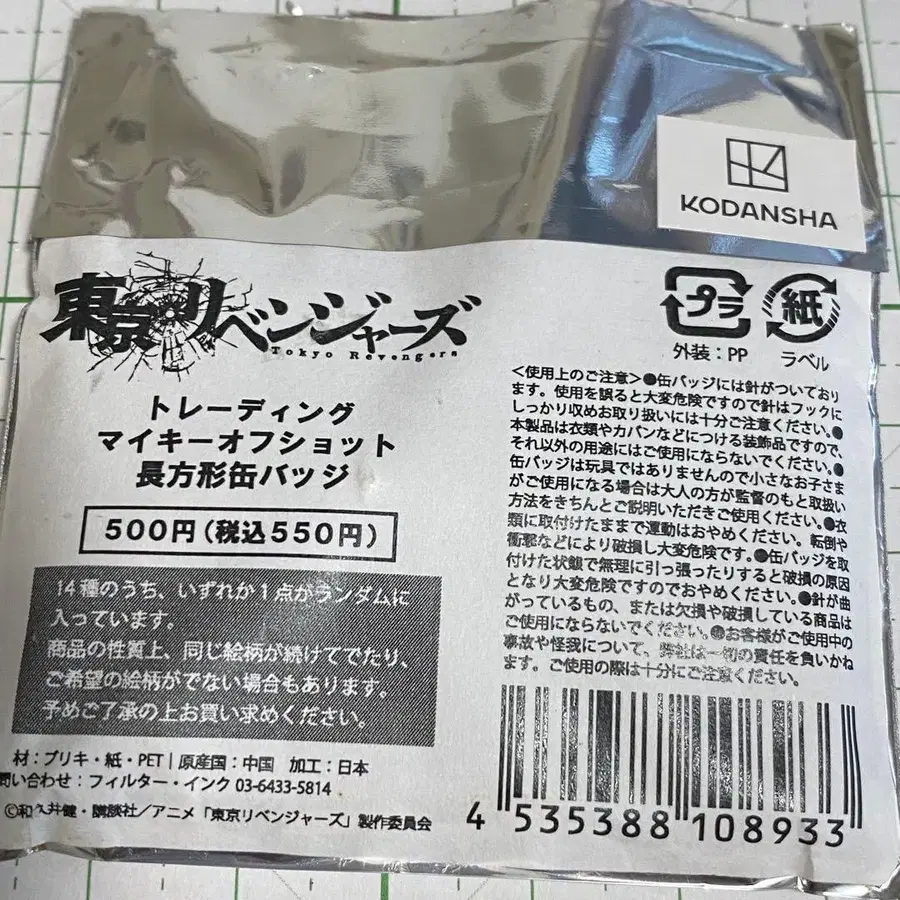 KODANSHA
東京リベンジャーズ
Tokyo Revengers
プラ
紙
外装：PP
ラベル
トレーディング
マイキーオフショット
長方形缶バッジ
500円(税込550円)
14種のうち、いずれか1点がランダムに
入っています。
商品の性質上、同じ絵柄が続けてでたり、
ご希望の絵柄がでない場合もあります。
予めご了承の上お買い求めください。
材：ブリキ・紙・PET｜原産国：中国　加工：日本
問い合わせ：フィルター・インク 03-6433-5814
©和久井健・講談社／アニメ「東京リベンジャーズ」製作委員会
＜使用上のご注意＞●缶バッジには針がついており
ます。使用を誤ると大変危険ですので針はフックに
しっかり収めお取り扱いには十分ご注意ください。●
本製品は衣類やカバンなどにつける装飾品ですので、
それ以外の用途にはご使用にならないでください。●
缶バッジは玩具ではありませんので小さなお子さま
がご使用になる場合は大人の方が監督のもと取扱い
方法をきちんとご説明いただきご使用ください。●衣
類に取付けたままで運動はおやめください。転倒や
衝撃などにより破損し大変危険です。●缶バッジを取
付けた状態で無理に引っ張ったりすると破損の原因
となり大変危険ですのでおやめください。●針が曲
がっているもの、または欠損や破損している商品は
ご使用にならないでください。●お客様がご使用中の
事故や怪我について、弊社は一切の責任を負いかね
ます。ご使用の際は十分にご注意ください。
4 535388 108933